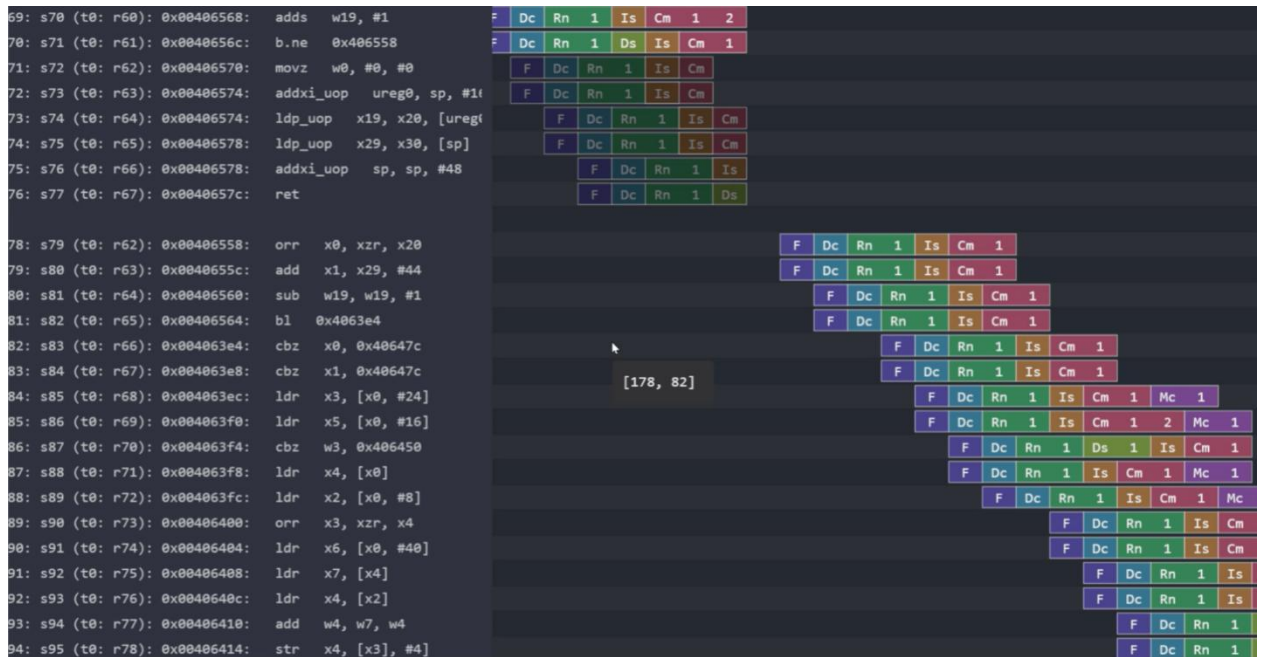 69: s70 (t0: r60): 0x00406568: adds w19, #1 F Dc Rn 1 Is Cm 1 2
70: s71 (t0: r61): 0x0040656c: b.ne 0x406558 F Dc Rn 1 Ds Is Cm 1
71: s72 (t0: r62): 0x00406570: movz w0, #0, #0 F Dc Rn 1 Is Cm
72: s73 (t0: r63): 0x00406574: addxi_uop ureg0, sp, #16 F Dc Rn 1 Is Cm
73: s74 (t0: r64): 0x00406574: ldp_uop x19, x20, [ureg0 F Dc Rn 1 Is Cm
74: s75 (t0: r65): 0x00406578: ldp_uop x29, x30, [sp] F Dc Rn 1 Is Cm
75: s76 (t0: r66): 0x00406578: addxi_uop sp, sp, #48 F Dc Rn 1 Is
76: s77 (t0: r67): 0x0040657c: ret F Dc Rn 1 Ds
78: s79 (t0: r62): 0x00406558: orr x0, xzr, x20 F Dc Rn 1 Is Cm 1
79: s80 (t0: r63): 0x0040655c: add x1, x29, #44 F Dc Rn 1 Is Cm 1
80: s81 (t0: r64): 0x00406560: sub w19, w19, #1 F Dc Rn 1 Is Cm 1
81: s82 (t0: r65): 0x00406564: bl 0x4063e4 F Dc Rn 1 Is Cm 1
82: s83 (t0: r66): 0x004063e4: cbz x0, 0x40647c F Dc Rn 1 Is Cm 1
83: s84 (t0: r67): 0x004063e8: cbz x1, 0x40647c F Dc Rn 1 Is Cm 1
[178, 82]
84: s85 (t0: r68): 0x004063ec: ldr x3, [x0, #24] F Dc Rn 1 Is Cm 1 Mc 1
85: s86 (t0: r69): 0x004063f0: ldr x5, [x0, #16] F Dc Rn 1 Is Cm 1 2 Mc 1
86: s87 (t0: r70): 0x004063f4: cbz w3, 0x406450 F Dc Rn 1 Ds 1 Is Cm 1
87: s88 (t0: r71): 0x004063f8: ldr x4, [x0] F Dc Rn 1 Is Cm 1 Mc 1
88: s89 (t0: r72): 0x004063fc: ldr x2, [x0, #8] F Dc Rn 1 Is Cm 1 Mc
89: s90 (t0: r73): 0x00406400: orr x3, xzr, x4 F Dc Rn 1 Is Cm
90: s91 (t0: r74): 0x00406404: ldr x6, [x0, #40] F Dc Rn 1 Is Cm
91: s92 (t0: r75): 0x00406408: ldr x7, [x4] F Dc Rn 1 Is
92: s93 (t0: r76): 0x0040640c: ldr x4, [x2] F Dc Rn 1 Is
93: s94 (t0: r77): 0x00406410: add w4, w7, w4 F Dc Rn 1
94: s95 (t0: r78): 0x00406414: str x4, [x3], #4] F Dc Rn 1